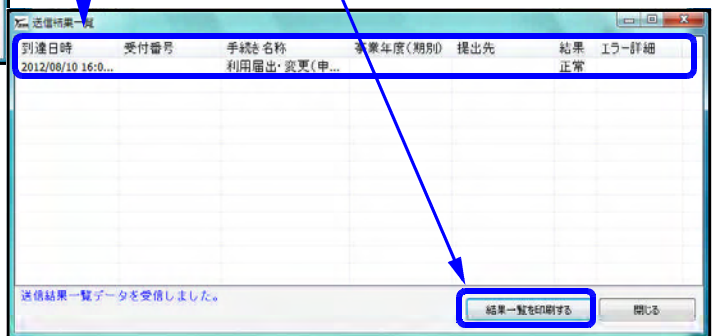 送信結果一覧
到達日時 受付番号 手続き名称 事業年度(期別) 提出先 結果 エラー詳細
2012/08/10 16:0... 利用届出・変更(申... 正常
送信結果一覧データを受信しました。
結果一覧を印刷する 閉じる